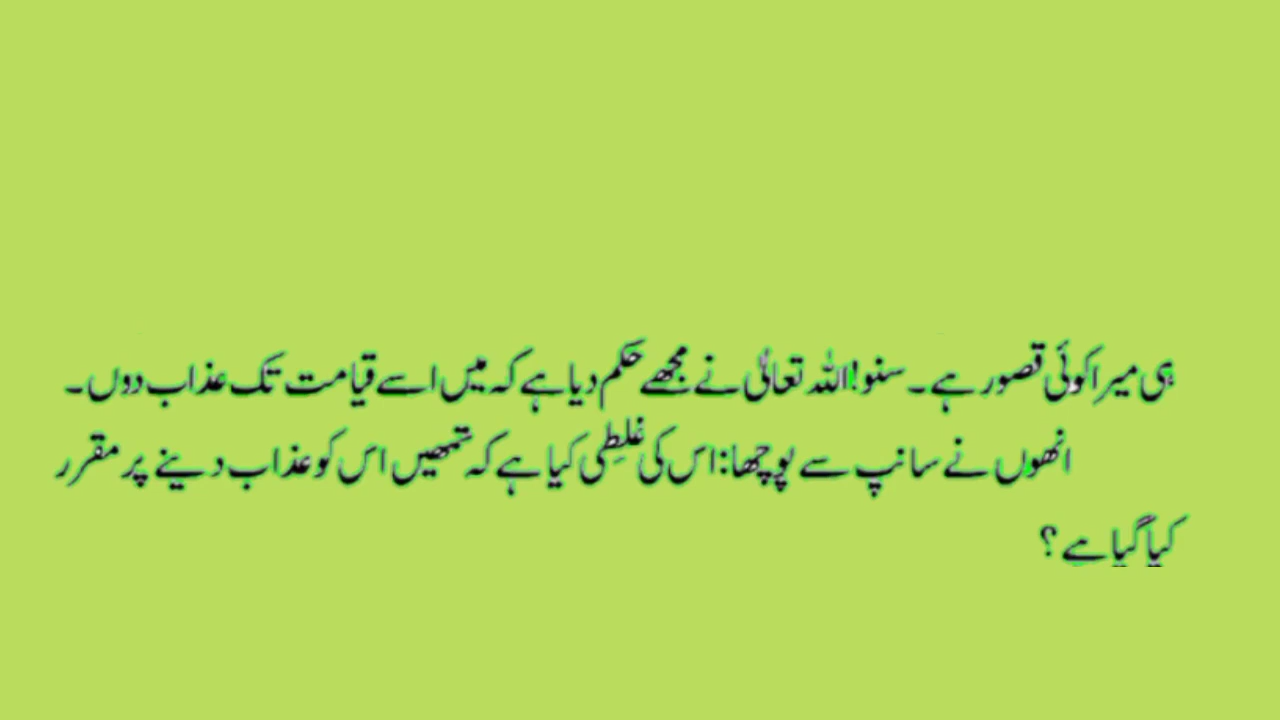 ہی میرا کوئی قصور ہے۔ سنو! اللہ تعالیٰ نے مجھے حکم دیا ہے کہ میں اسے قیامت تک عذاب دوں۔
انھوں نے سانپ سے پوچھا: اس کی غلطی کیا ہے کہ تمھیں اس کو عذاب دینے پر مقرر
کیا گیا ہے؟